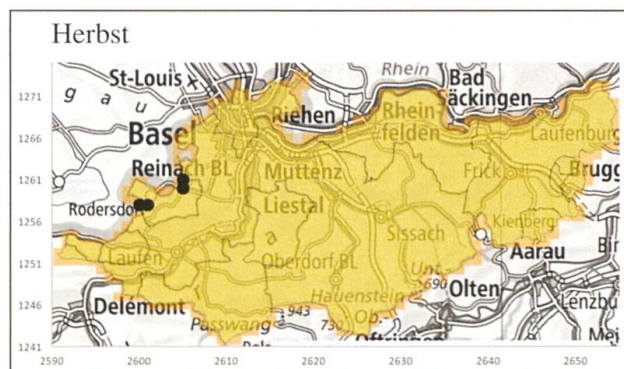 Herbst
1271
1266
1261
1256
1251
1246
1241
St-Louis
Rhein
Bad
Säckingen
g a u
Riehen
Rhein
felden
Laufenburg
Basel
Reinach BL
Muttenz
Frick
Brugg
Rodersdorf
Liestal
Kienberg
Sissach
a
Aarau
Laufen
Oberdorf BL
Unt.
690
Olten
Hauenstein
Lenzbu
Delémont
943
Ob.
Passwang
730
2590
2600
2610
2620
2630
2640
2650